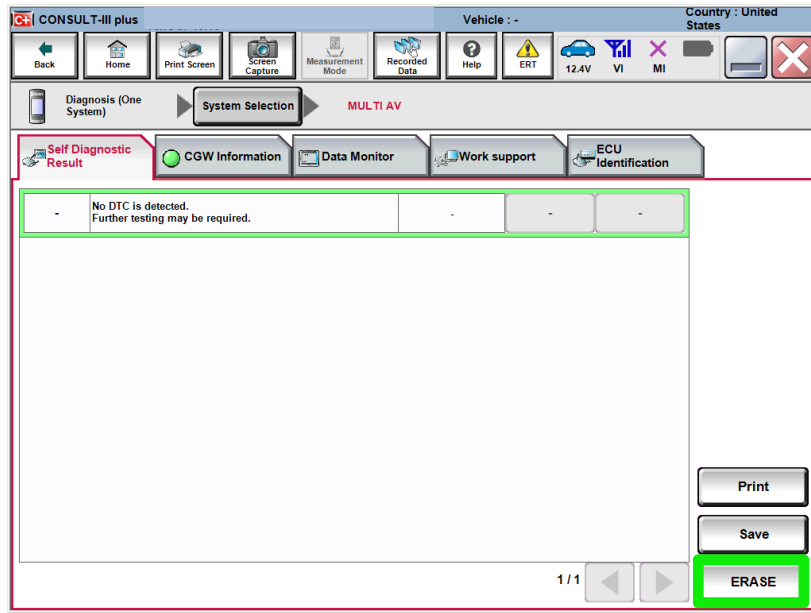 C+ CONSULT-III plus
Vehicle : -
Country : United
States
Back
Home
Print Screen
Screen
Capture
Measurement
Mode
Recorded
Data
Help
ERT
12.4V
VI
MI
Diagnosis (One
System)
System Selection
MULTI AV
Self Diagnostic
Result
CGW Information
Data Monitor
Work support
ECU
Identification
-
No DTC is detected.
Further testing may be required.
-
-
-
Print
Save
1 / 1
ERASE